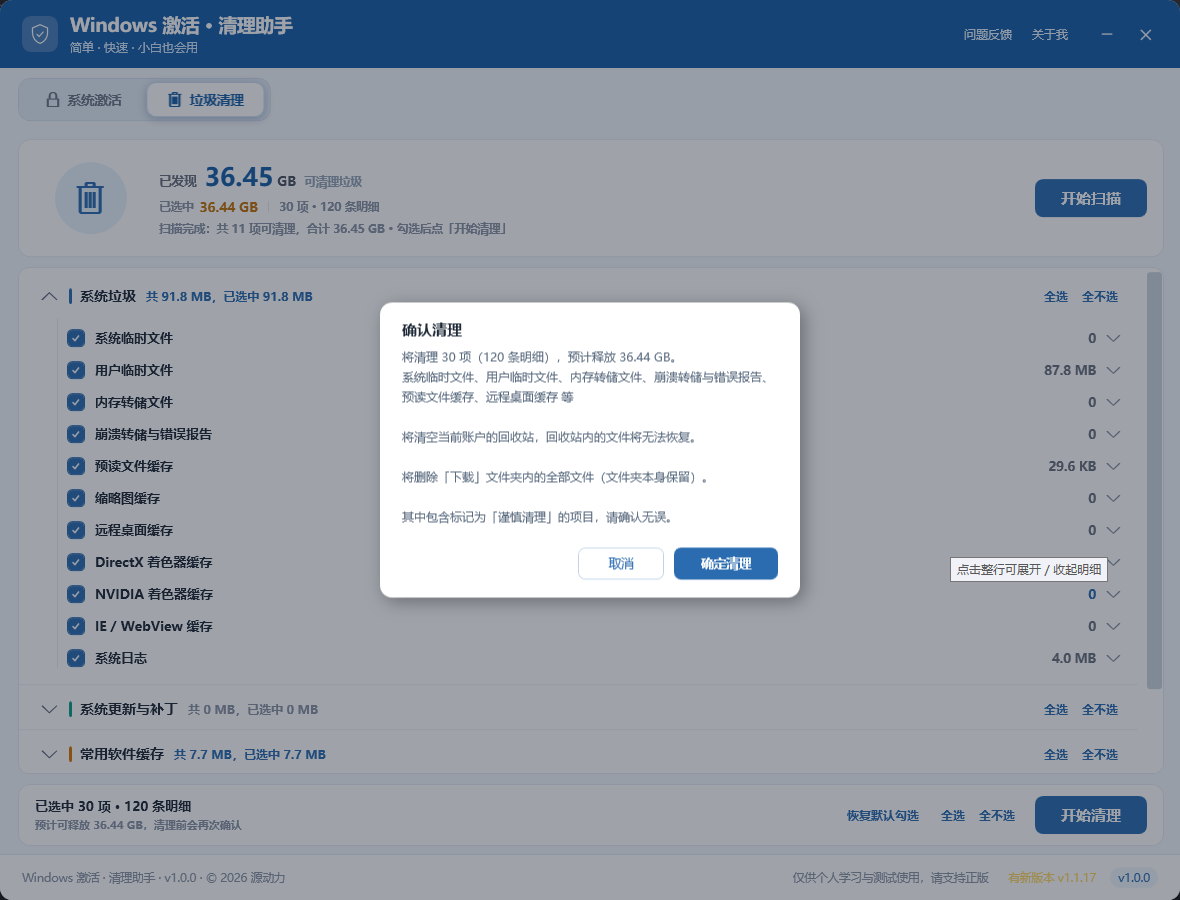 Windows 激活 · 清理助手
简单 · 快速 · 小白也会用
问题反馈 关于我
系统激活 垃圾清理
已发现 36.45 GB 可清理垃圾
已选中 36.44 GB 30 项 · 120 条明细
扫描完成：共 11 项可清理，合计 36.45 GB · 勾选后点「开始清理」
开始扫描
系统垃圾 共 91.8 MB，已选中 91.8 MB 全选 全不选
系统临时文件 0
用户临时文件 87.8 MB
内存转储文件 0
崩溃转储与错误报告 0
预读文件缓存 29.6 KB
缩略图缓存 0
远程桌面缓存 0
DirectX 着色器缓存
点击整行可展开 / 收起明细
NVIDIA 着色器缓存 0
IE / WebView 缓存 0
系统日志 4.0 MB
系统更新与补丁 共 0 MB，已选中 0 MB 全选 全不选
常用软件缓存 共 7.7 MB，已选中 7.7 MB 全选 全不选
确认清理
将清理 30 项（120 条明细），预计释放 36.44 GB。
系统临时文件、用户临时文件、内存转储文件、崩溃转储与错误报告、
预读文件缓存、远程桌面缓存 等
将清空当前账户的回收站，回收站内的文件将无法恢复。
将删除「下载」文件夹内的全部文件（文件夹本身保留）。
其中包含标记为「谨慎清理」的项目，请确认无误。
取消 确定清理
已选中 30 项 · 120 条明细
预计可释放 36.44 GB，清理前会再次确认
恢复默认勾选 全选 全不选 开始清理
Windows 激活 · 清理助手 · v1.0.0 · © 2026 源动力
仅供个人学习与测试使用，请支持正版 有新版本 v1.1.17 v1.0.0